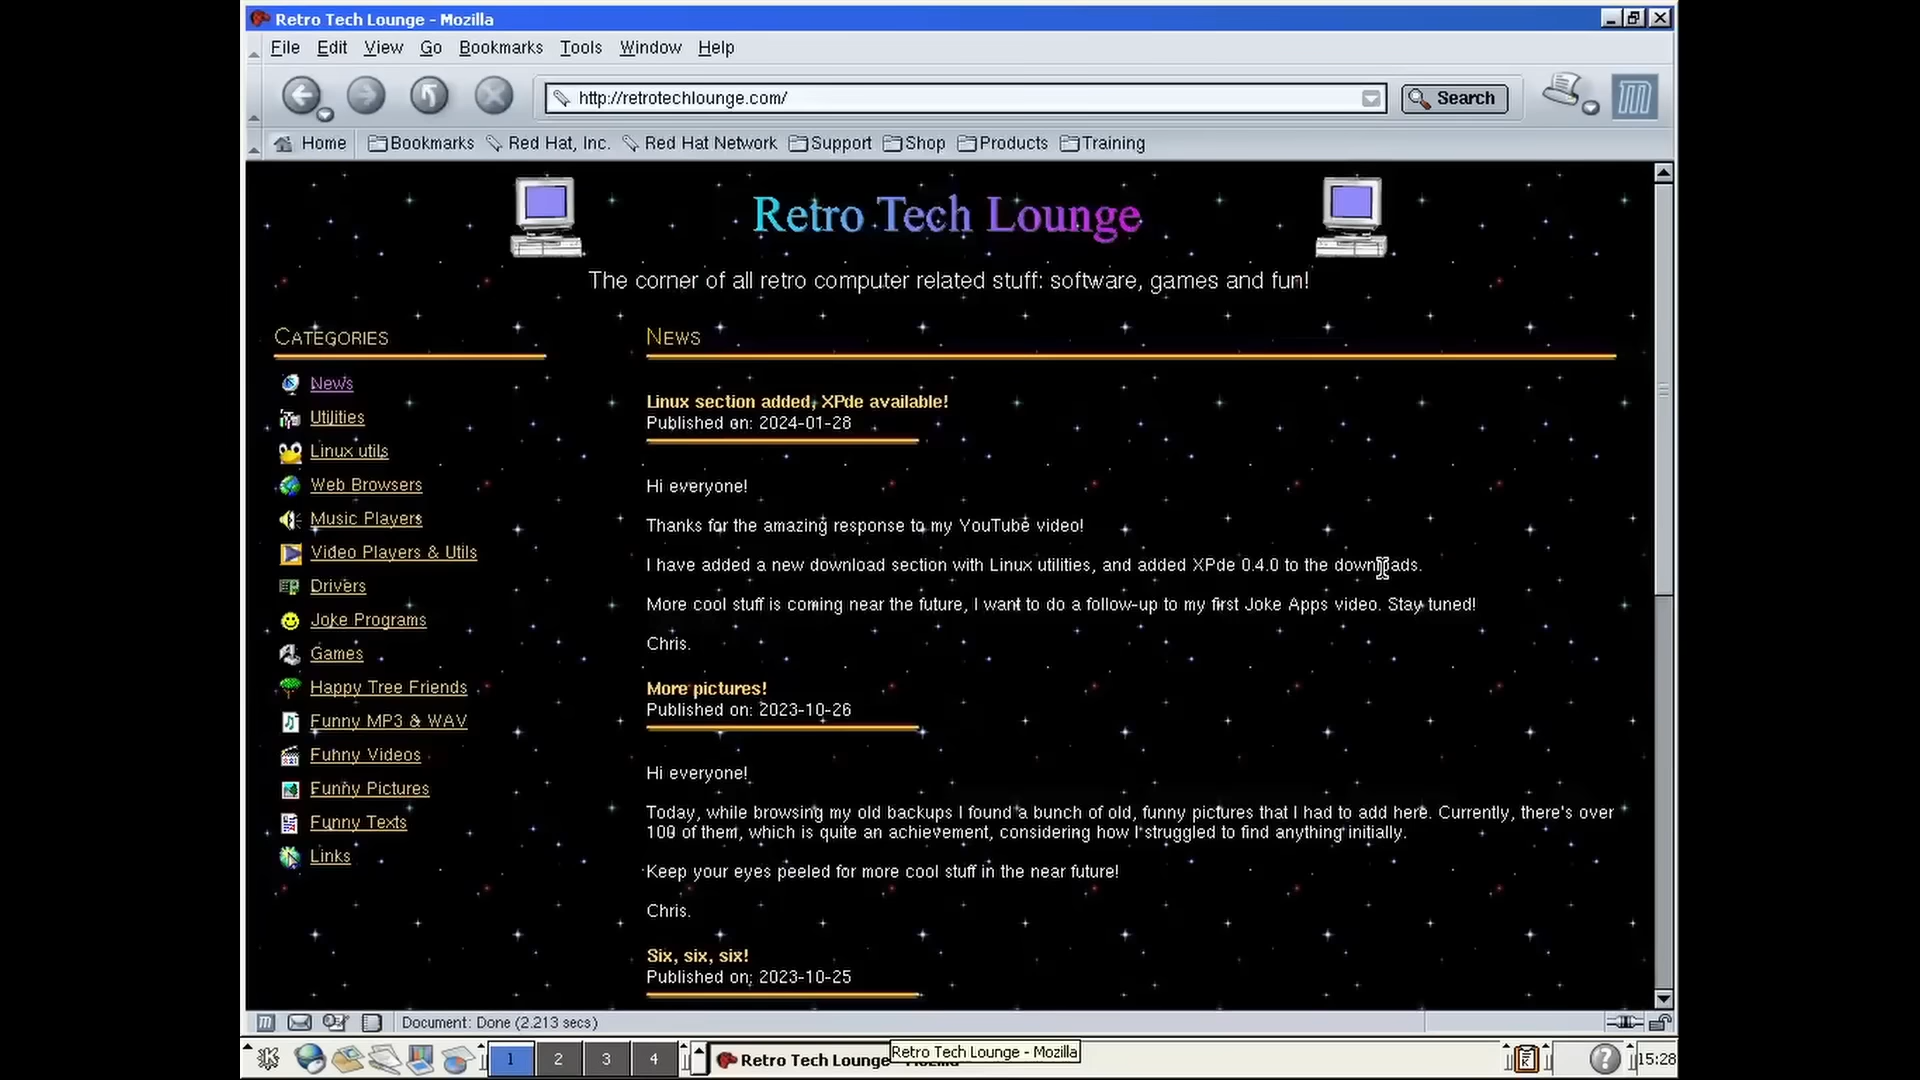 Retro Tech Lounge - Mozilla
File Edit View Go Bookmarks Tools Window Help
http://retrotechlounge.com/ Search
Home Bookmarks Red Hat, Inc. Red Hat Network Support Shop Products Training
Retro Tech Lounge
The corner of all retro computer related stuff: software, games and fun!
CATEGORIES
News
Utilities
Linux utils
Web Browsers
Music Players
Video Players & Utils
Drivers
Joke Programs
Games
Happy Tree Friends
Funny MP3 & WAV
Funny Videos
Funny Pictures
Funny Texts
Links
NEWS
Linux section added, XPde available!
Published on: 2024-01-28
Hi everyone!
Thanks for the amazing response to my YouTube video!
I have added a new download section with Linux utilities, and added XPde 0.4.0 to the downloads.
More cool stuff is coming near the future, I want to do a follow-up to my first Joke Apps video. Stay tuned!
Chris.
More pictures!
Published on: 2023-10-26
Hi everyone!
Today, while browsing my old backups I found a bunch of old, funny pictures that I had to add here. Currently, there's over
100 of them, which is quite an achievement, considering how I struggled to find anything initially.
Keep your eyes peeled for more cool stuff in the near future!
Chris.
Six, six, six!
Published on: 2023-10-25
Document: Done (2.213 secs)
1 2 3 4 Retro Tech Lounge Retro Tech Lounge - Mozilla 15:28